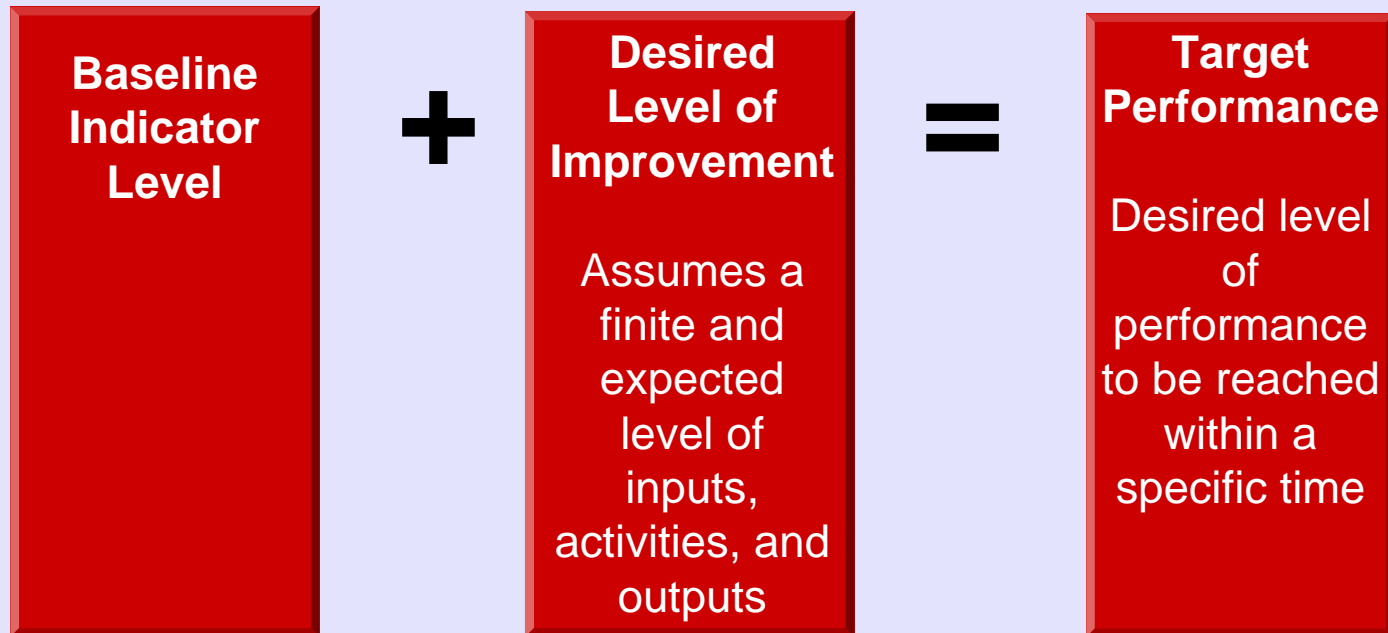 Baseline
Indicator
Level
+
Desired
Level of
Improvement
Assumes a
finite and
expected
level of
inputs,
activities, and
outputs
=
Target
Performance
Desired level
of
performance
to be reached
within a
specific time